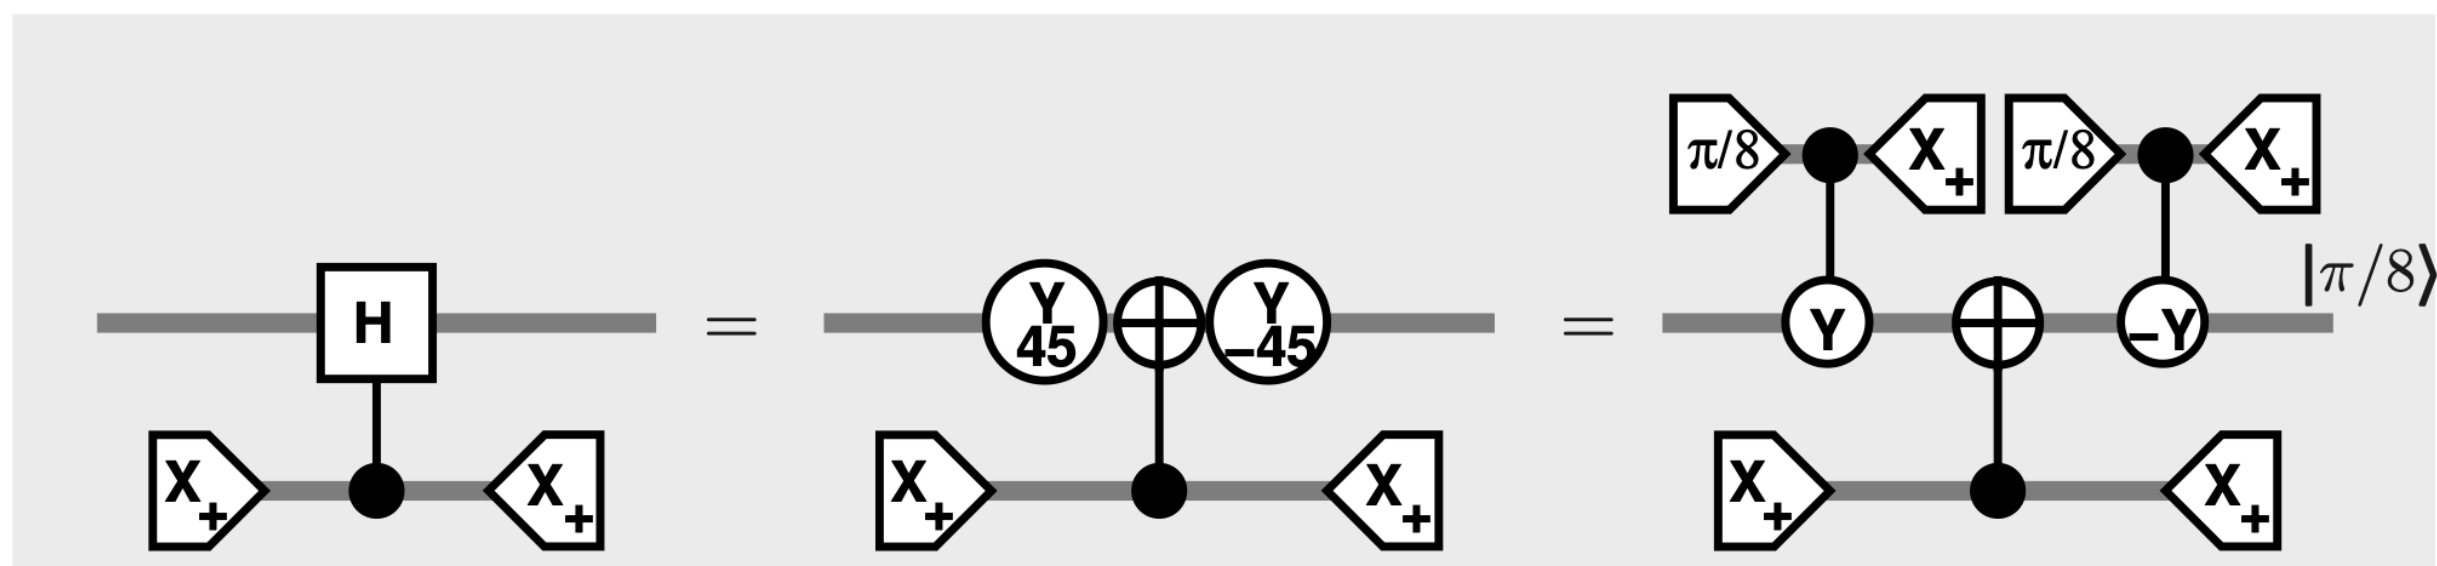 π/8 X+ π/8 X+
H = Y 45 Y −45 = Y −Y |π/8⟩
X+ X+ X+ X+ X+ X+